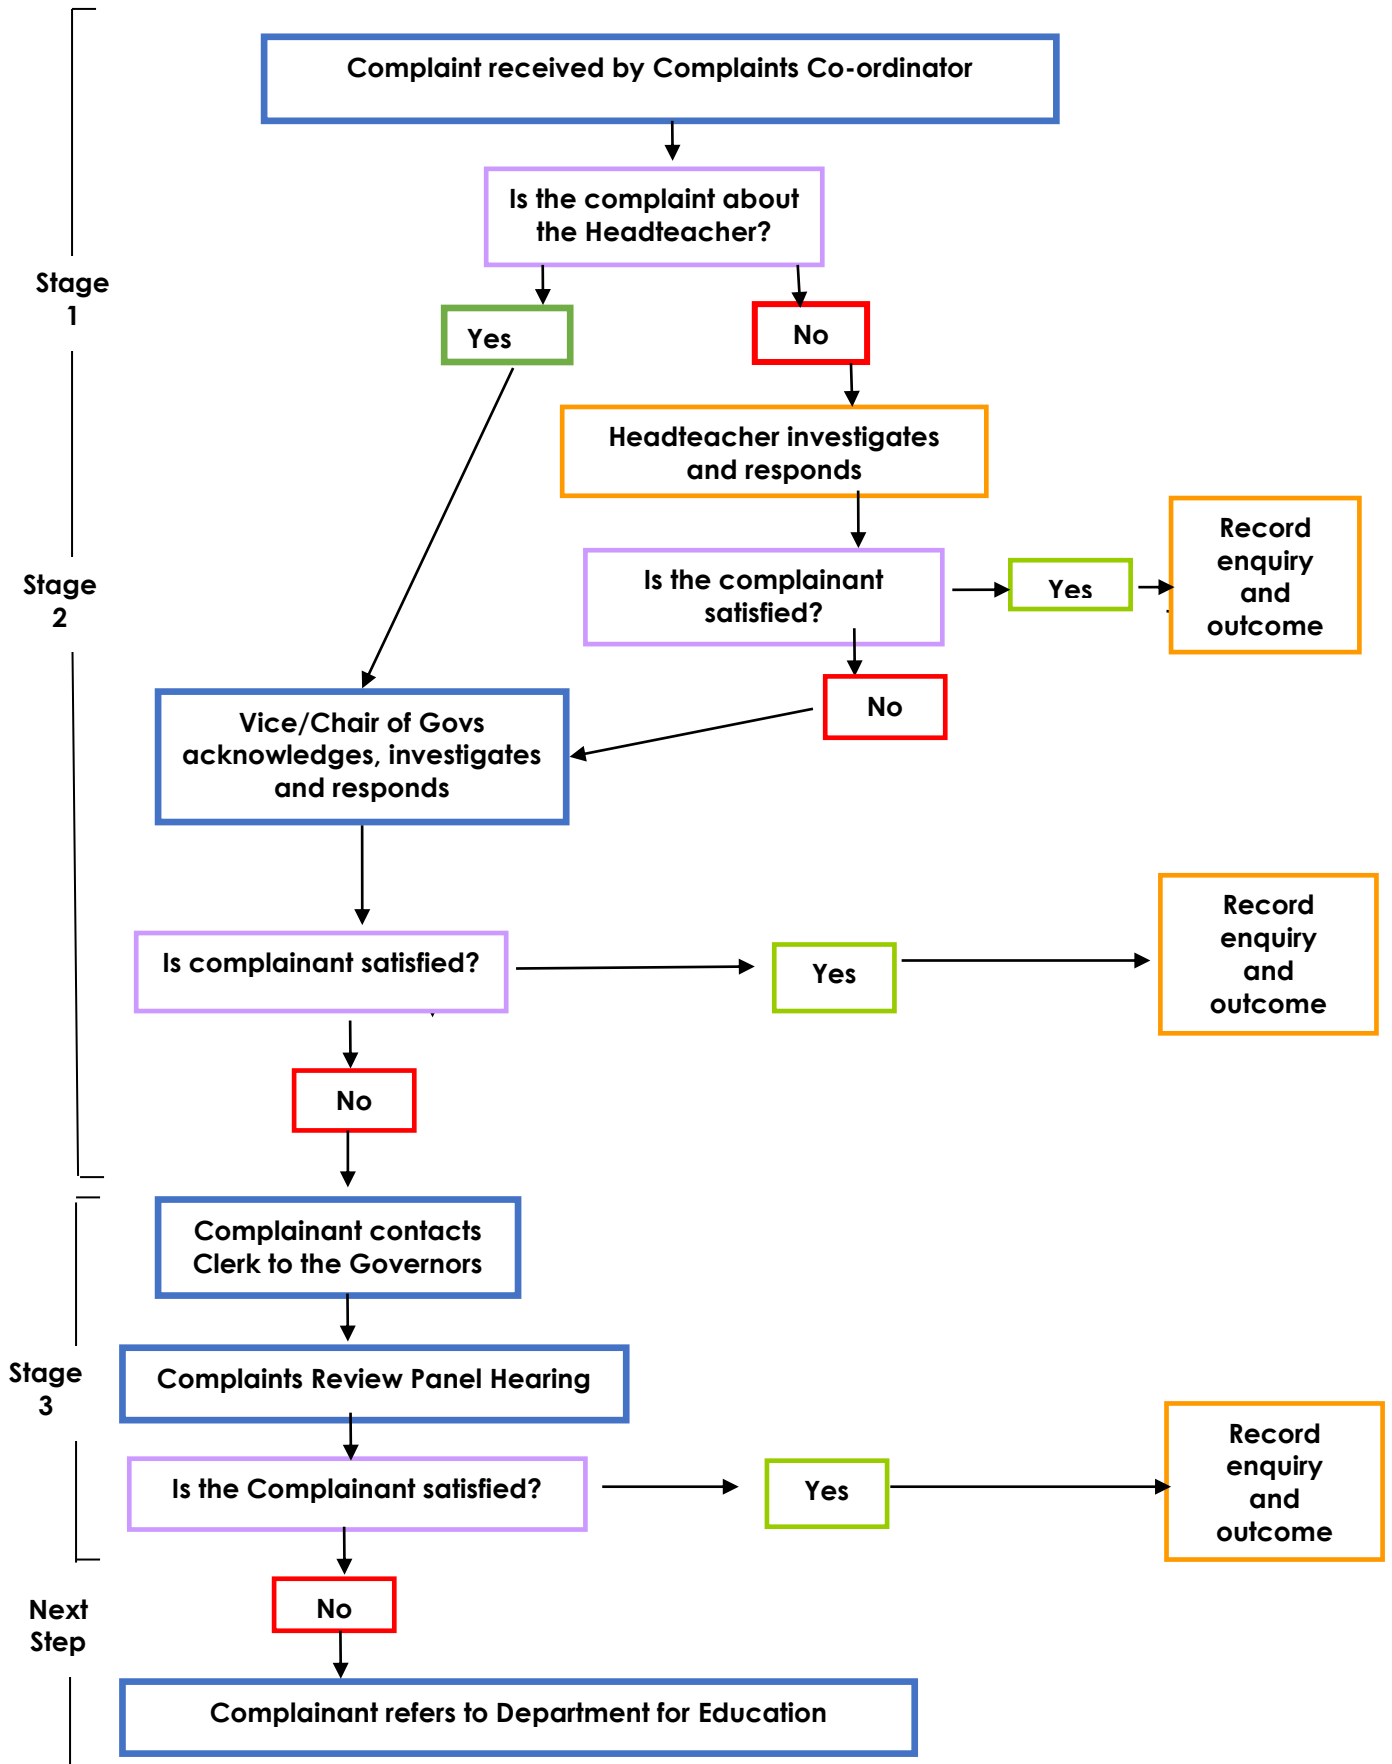 Complaint received by Complaints Co-ordinator
Is the complaint about
the Headteacher?
Stage
1
Yes
No
Headteacher investigates
and responds
Stage
2
Is the complainant
satisfied?
Yes
Record
enquiry
and
outcome
No
Vice/Chair of Govs
acknowledges, investigates
and responds
Is complainant satisfied?
Yes
Record
enquiry
and
outcome
No
Complainant contacts
Clerk to the Governors
Stage
3
Complaints Review Panel Hearing
Is the Complainant satisfied?
Yes
Record
enquiry
and
outcome
Next
Step
No
Complainant refers to Department for Education